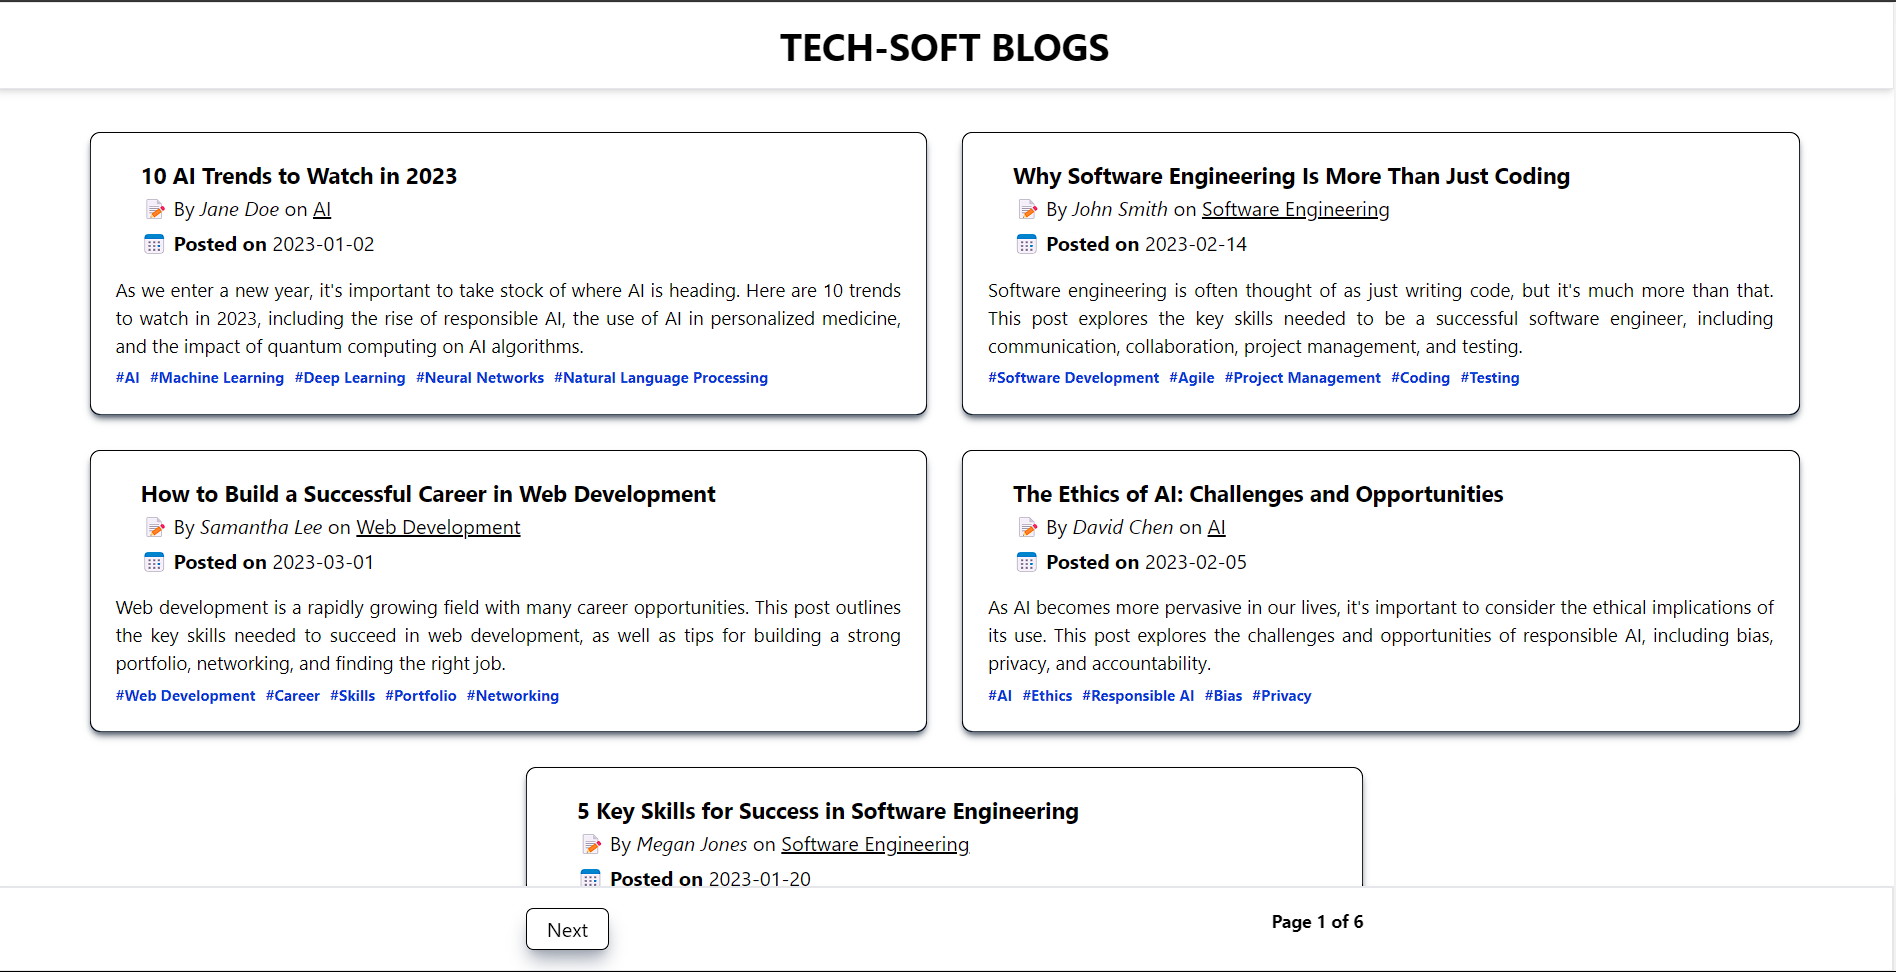 TECH-SOFT BLOGS
10 AI Trends to Watch in 2023
By Jane Doe on AI
Posted on 2023-01-02
As we enter a new year, it's important to take stock of where AI is heading. Here are 10 trends
to watch in 2023, including the rise of responsible AI, the use of AI in personalized medicine,
and the impact of quantum computing on AI algorithms.
#AI #Machine Learning #Deep Learning #Neural Networks #Natural Language Processing
Why Software Engineering Is More Than Just Coding
By John Smith on Software Engineering
Posted on 2023-02-14
Software engineering is often thought of as just writing code, but it's much more than that.
This post explores the key skills needed to be a successful software engineer, including
communication, collaboration, project management, and testing.
#Software Development #Agile #Project Management #Coding #Testing
How to Build a Successful Career in Web Development
By Samantha Lee on Web Development
Posted on 2023-03-01
Web development is a rapidly growing field with many career opportunities. This post outlines
the key skills needed to succeed in web development, as well as tips for building a strong
portfolio, networking, and finding the right job.
#Web Development #Career #Skills #Portfolio #Networking
The Ethics of AI: Challenges and Opportunities
By David Chen on AI
Posted on 2023-02-05
As AI becomes more pervasive in our lives, it's important to consider the ethical implications of
its use. This post explores the challenges and opportunities of responsible AI, including bias,
privacy, and accountability.
#AI #Ethics #Responsible AI #Bias #Privacy
5 Key Skills for Success in Software Engineering
By Megan Jones on Software Engineering
Posted on 2023-01-20
Next
Page 1 of 6